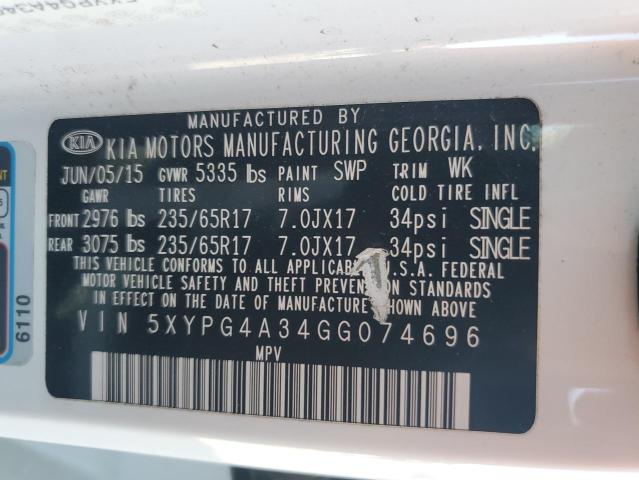 MANUFACTURED BY
KIA KIA MOTORS MANUFACTURING GEORGIA, INC.
JUN/05/15 GVWR 5335 lbs PAINT SWP TRIM WK
GAWR TIRES RIMS COLD TIRE INFL
FRONT 2976 lbs 235/65R17 7.0JX17 34psi SINGLE
REAR 3075 lbs 235/65R17 7.0JX17 34psi SINGLE
THIS VEHICLE CONFORMS TO ALL APPLICAB U.S.A. FEDERAL
MOTOR VEHICLE SAFETY AND THEFT PREVENTION STANDARDS
IN EFFECT ON THE DATE OF MANUFACTURE SHOWN ABOVE
VIN 5XYPG4A34GG074696
MPV
6110